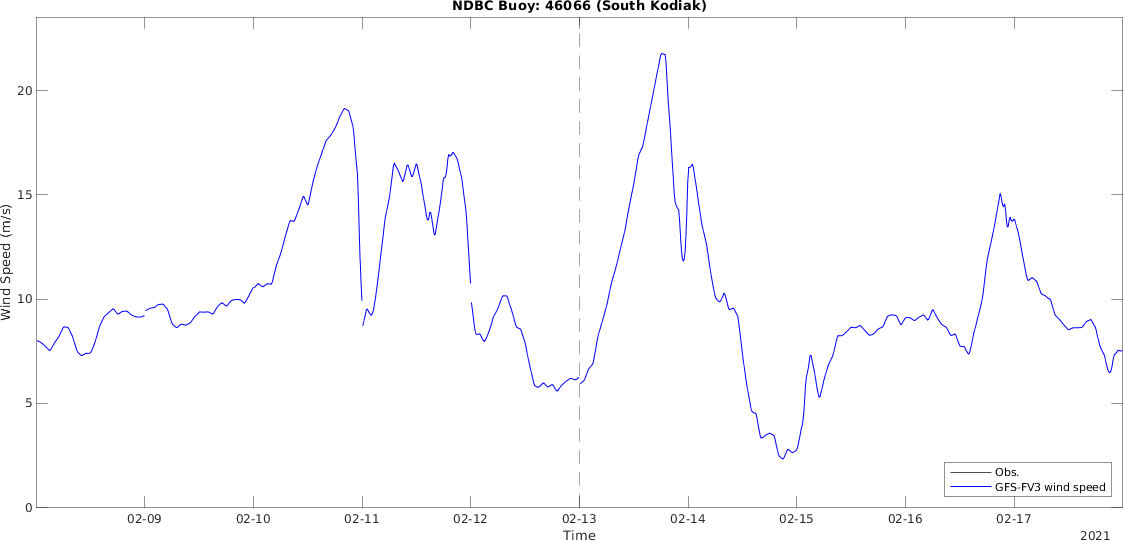 NDBC Buoy: 46066 (South Kodiak)
20
15
10
5
0
Wind Speed (m/s)
02-09 02-10 02-11 02-12 02-13 02-14 02-15 02-16 02-17
Time
2021
Obs.
GFS-FV3 wind speed